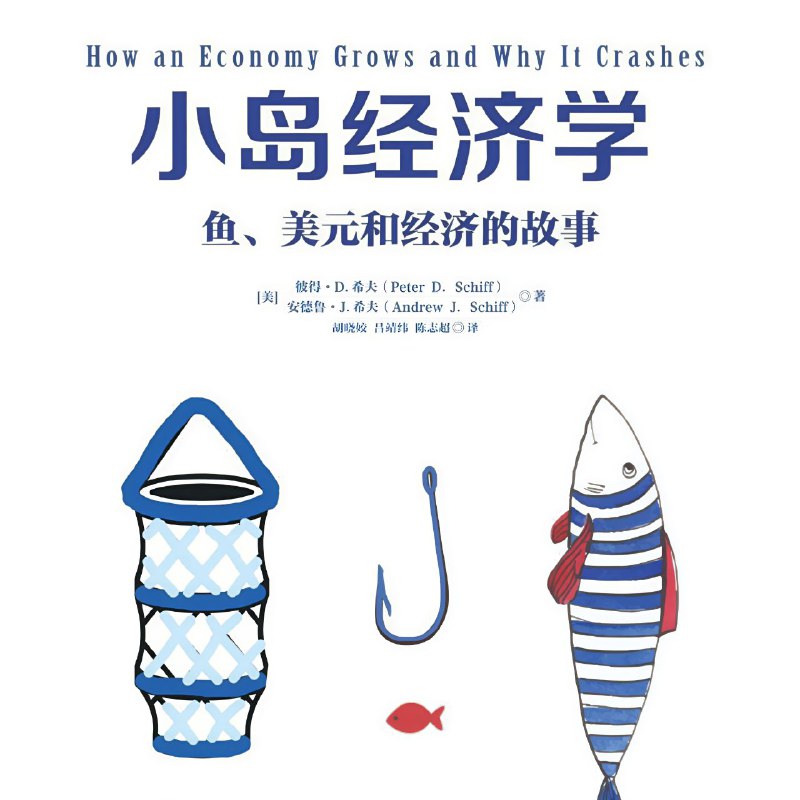 How an Economy Grows and Why It Crashes
小岛经济学
鱼、美元和经济的故事
[美] 彼得·D.希夫(Peter D. Schiff)
安德鲁·J.希夫(Andrew J. Schiff) ◎著
胡晓姣 吕靖纬 陈志超◎译